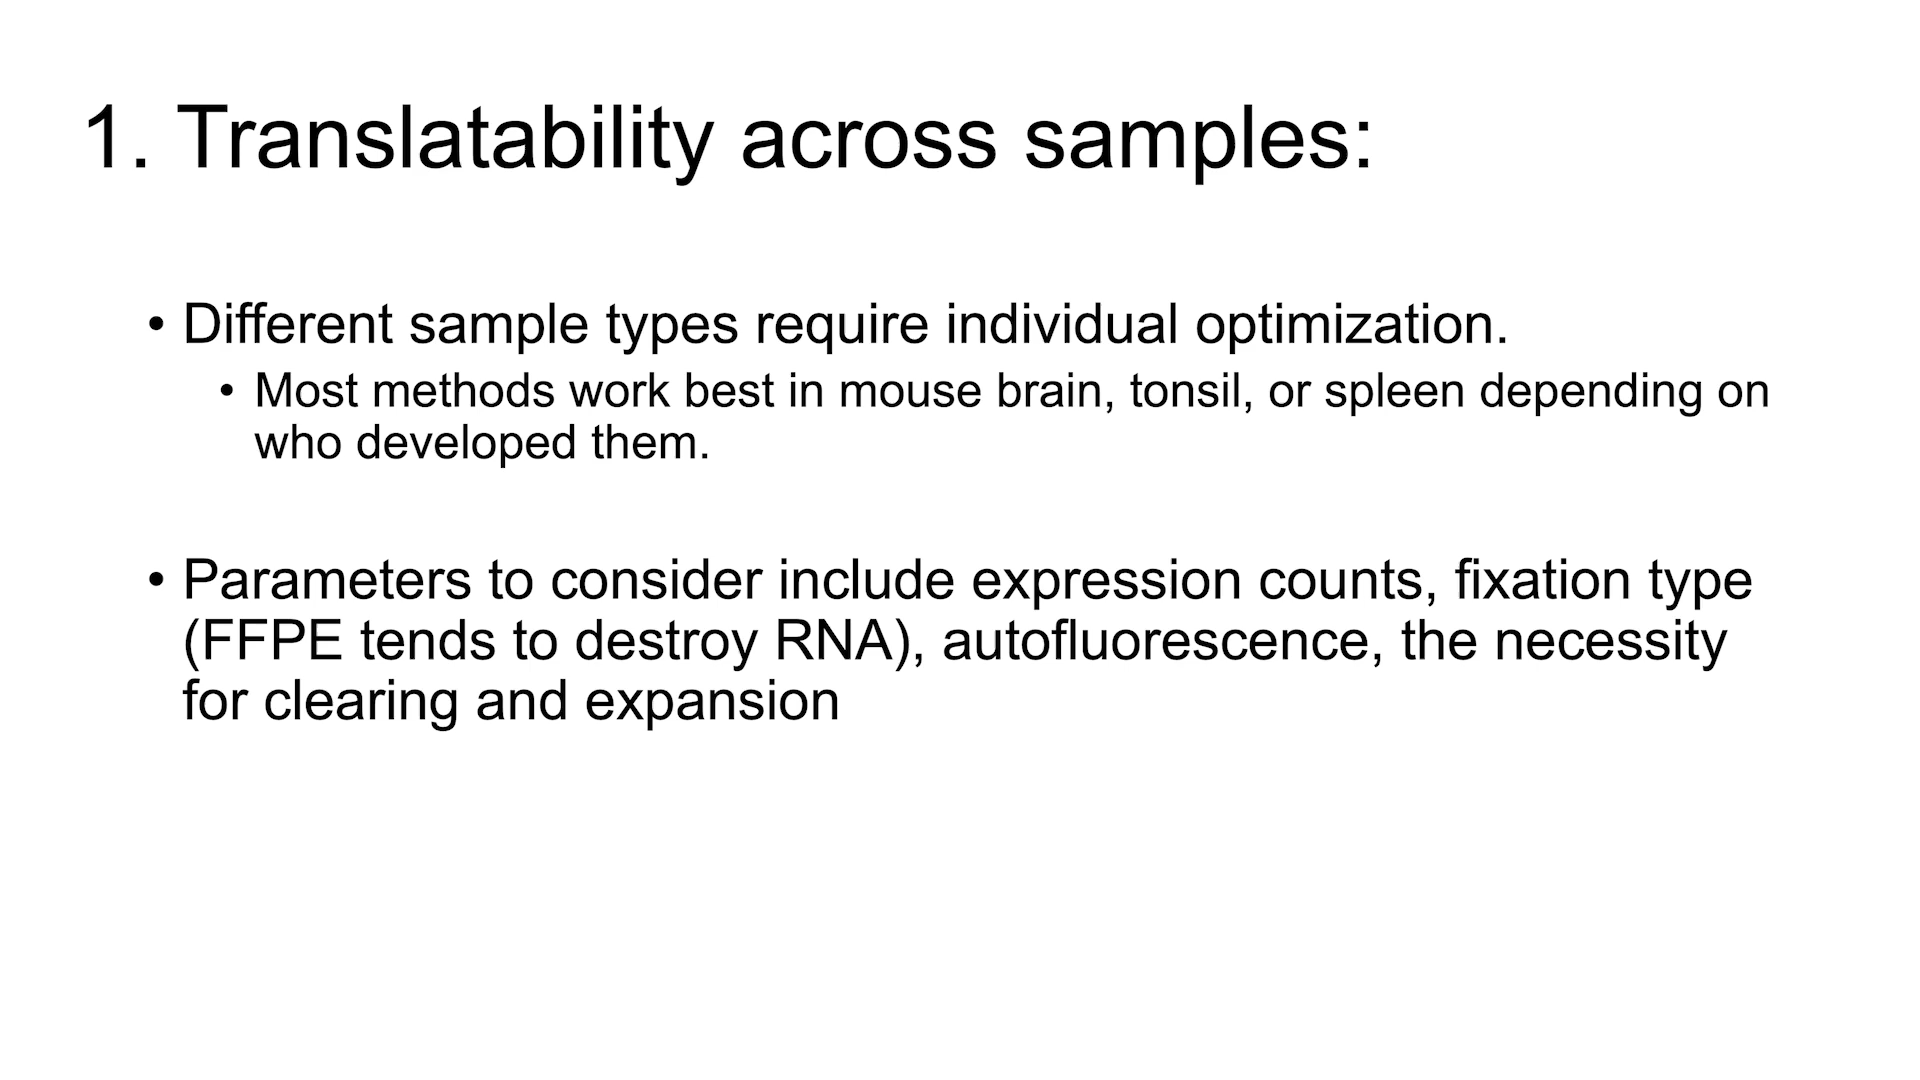 1. Translatability across samples:
• Different sample types require individual optimization.
• Most methods work best in mouse brain, tonsil, or spleen depending on
who developed them.
• Parameters to consider include expression counts, fixation type
(FFPE tends to destroy RNA), autofluorescence, the necessity
for clearing and expansion